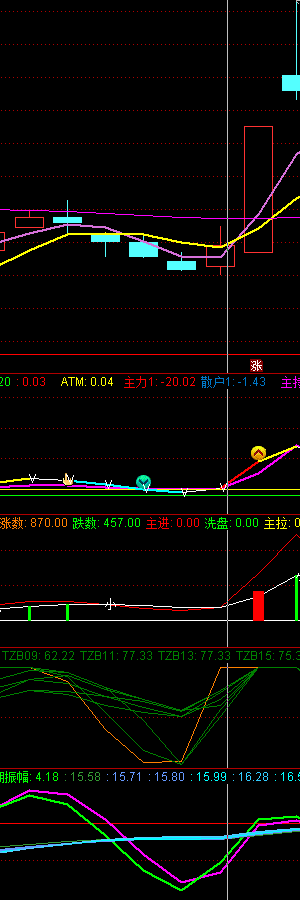 涨
20 : 0.03 ATM: 0.04 主力1: -20.02 散户1: -1.43 主持
涨数: 870.00 跌数: 457.00 主进: 0.00 洗盘: 0.00 主拉: 0
小
TZB09: 62.22 TZB11: 77.33 TZB13: 77.33 TZB15: 75.3
期振幅: 4.18 : 15.58 : 15.71 : 15.80 : 15.99 : 16.28 : 16.5